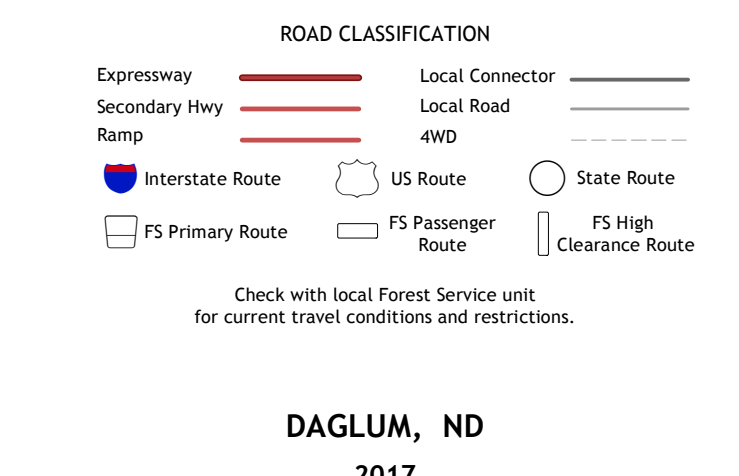 ROAD CLASSIFICATION
Expressway
Local Connector
Secondary Hwy
Local Road
Ramp
4WD
Interstate Route
US Route
State Route
FS Primary Route
FS Passenger
Route
FS High
Clearance Route
Check with local Forest Service unit
for current travel conditions and restrictions.
DAGLUM, ND
2017